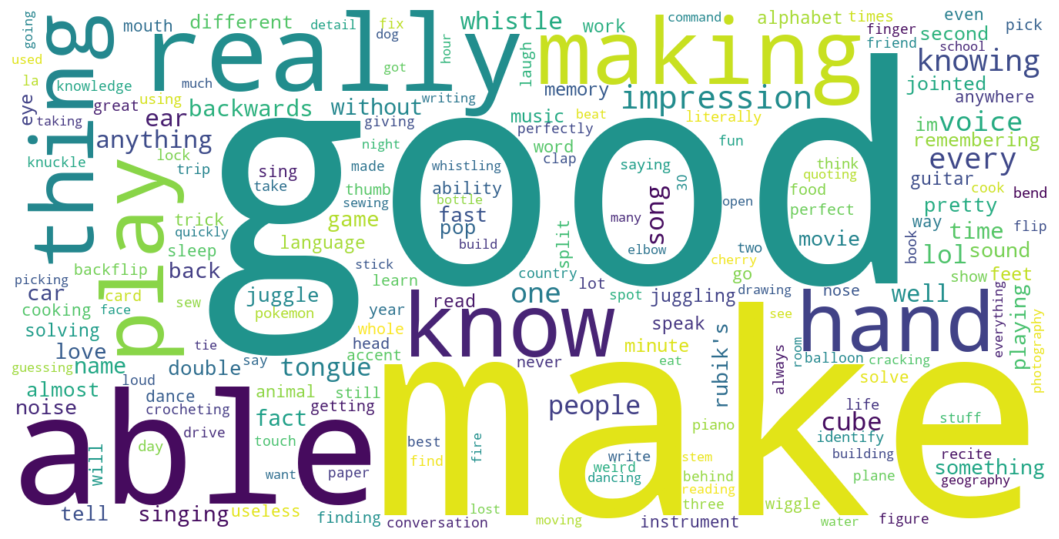 good
make
able
really
making
thing
play
know
hand
going
mouth
different
detail
fix
whistle
work
command
alphabet
times
even
pick
used
la
eye
dog
hour
laugh
finger
friend
second
school
knowing
knowledge
much
got
using
taking
great
backwards
without
writing
memory
impression
jointed
anywhere
ear
anything
giving
music
perfectly
beat
literally
im
voice
remembering
word
clap
fun
knuckle
lock
trip
night
made
whistling
saying
think
quoting
every
sing
take
thumb
sewing
ability
bottle
30
song
food
perfect
guitar
cook
bend
trick
quickly
game
fast
pop
build
many
open
movie
pretty
way
flip
sleep
language
split
elbow
two
book
time
lol
sound
backflip
back
stick
learn
country
cherry
go
picking
car
card
sew
juggle
pokemon
year
read
one
lot
spot
juggling
drawing
nose
well
show
feet
cooking
face
solving
tie
whole
head
accent
never
speak
minute
eat
see
room
balloon
cracking
everything
playing
photography
guessing
love
name
say
double
tongue
rubik's
always
solve
almost
loud
dance
animal
still
people
life
stuff
noise
crocheting
fact
getting
piano
cube
identify
building
recite
will
day
drive
touch
best
find
fire
write
weird
dancing
stem
behind
reading
three
plane
something
geography
want
paper
tell
singing
useless
finding
conversation
lost
moving
instrument
wiggle
water
figure